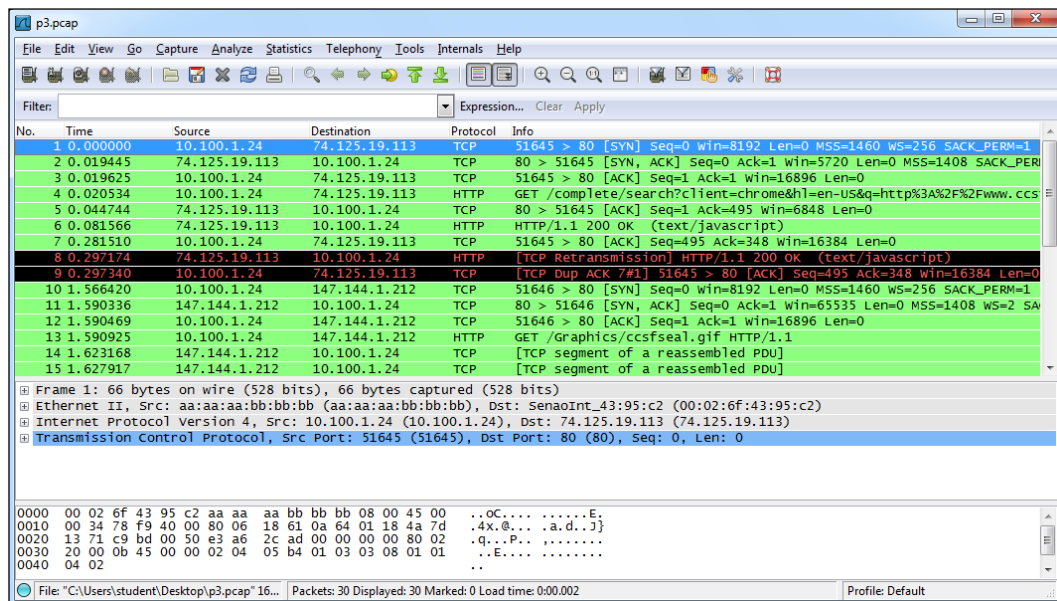 p3.pcap
File Edit View Go Capture Analyze Statistics Telephony Tools Internals Help
Filter: Expression... Clear Apply
No. Time Source Destination Protocol Info
1 0.000000 10.100.1.24 74.125.19.113 TCP 51645 > 80 [SYN] Seq=0 Win=8192 Len=0 MSS=1460 WS=256 SACK_PERM=1
2 0.019445 74.125.19.113 10.100.1.24 TCP 80 > 51645 [SYN, ACK] Seq=0 Ack=1 Win=5720 Len=0 MSS=1408 SACK_PER
3 0.019625 10.100.1.24 74.125.19.113 TCP 51645 > 80 [ACK] Seq=1 Ack=1 Win=16896 Len=0
4 0.020534 10.100.1.24 74.125.19.113 HTTP GET /complete/search?client=chrome&hl=en-US&q=http%3A%2F%2Fwww.ccs
5 0.044744 74.125.19.113 10.100.1.24 TCP 80 > 51645 [ACK] Seq=1 Ack=495 Win=6848 Len=0
6 0.081566 74.125.19.113 10.100.1.24 HTTP HTTP/1.1 200 OK (text/javascript)
7 0.281510 10.100.1.24 74.125.19.113 TCP 51645 > 80 [ACK] Seq=495 Ack=348 Win=16384 Len=0
8 0.297174 74.125.19.113 10.100.1.24 HTTP [TCP Retransmission] HTTP/1.1 200 OK (text/javascript)
9 0.297340 10.100.1.24 74.125.19.113 TCP [TCP Dup ACK 7#1] 51645 > 80 [ACK] Seq=495 Ack=348 Win=16384 Len=0
10 1.566420 10.100.1.24 147.144.1.212 TCP 51646 > 80 [SYN] Seq=0 Win=8192 Len=0 MSS=1460 WS=256 SACK_PERM=1
11 1.590336 147.144.1.212 10.100.1.24 TCP 80 > 51646 [SYN, ACK] Seq=0 Ack=1 Win=65535 Len=0 MSS=1408 WS=2 SA
12 1.590469 10.100.1.24 147.144.1.212 TCP 51646 > 80 [ACK] Seq=1 Ack=1 Win=16896 Len=0
13 1.590925 10.100.1.24 147.144.1.212 HTTP GET /Graphics/ccsfseal.gif HTTP/1.1
14 1.623168 147.144.1.212 10.100.1.24 TCP [TCP segment of a reassembled PDU]
15 1.627917 147.144.1.212 10.100.1.24 TCP [TCP segment of a reassembled PDU]
Frame 1: 66 bytes on wire (528 bits), 66 bytes captured (528 bits)
Ethernet II, Src: aa:aa:aa:bb:bb:bb (aa:aa:aa:bb:bb:bb), Dst: SenaoInt_43:95:c2 (00:02:6f:43:95:c2)
Internet Protocol Version 4, Src: 10.100.1.24 (10.100.1.24), Dst: 74.125.19.113 (74.125.19.113)
Transmission Control Protocol, Src Port: 51645 (51645), Dst Port: 80 (80), Seq: 0, Len: 0
0000 00 02 6f 43 95 c2 aa aa aa bb bb bb 08 00 45 00 ..oC.... ......E.
0010 00 34 78 f9 40 00 80 06 18 61 0a 64 01 18 4a 7d .4x.@... .a.d..J}
0020 13 71 c9 bd 00 50 e3 a6 2c ad 00 00 00 00 80 02 .q...P.. ,.......
0030 20 00 0b 45 00 00 02 04 05 b4 01 03 03 08 01 01 ..E.... ........
0040 04 02 ..
File: "C:\Users\student\Desktop\p3.pcap" 16... Packets: 30 Displayed: 30 Marked: 0 Load time: 0:00.002 Profile: Default